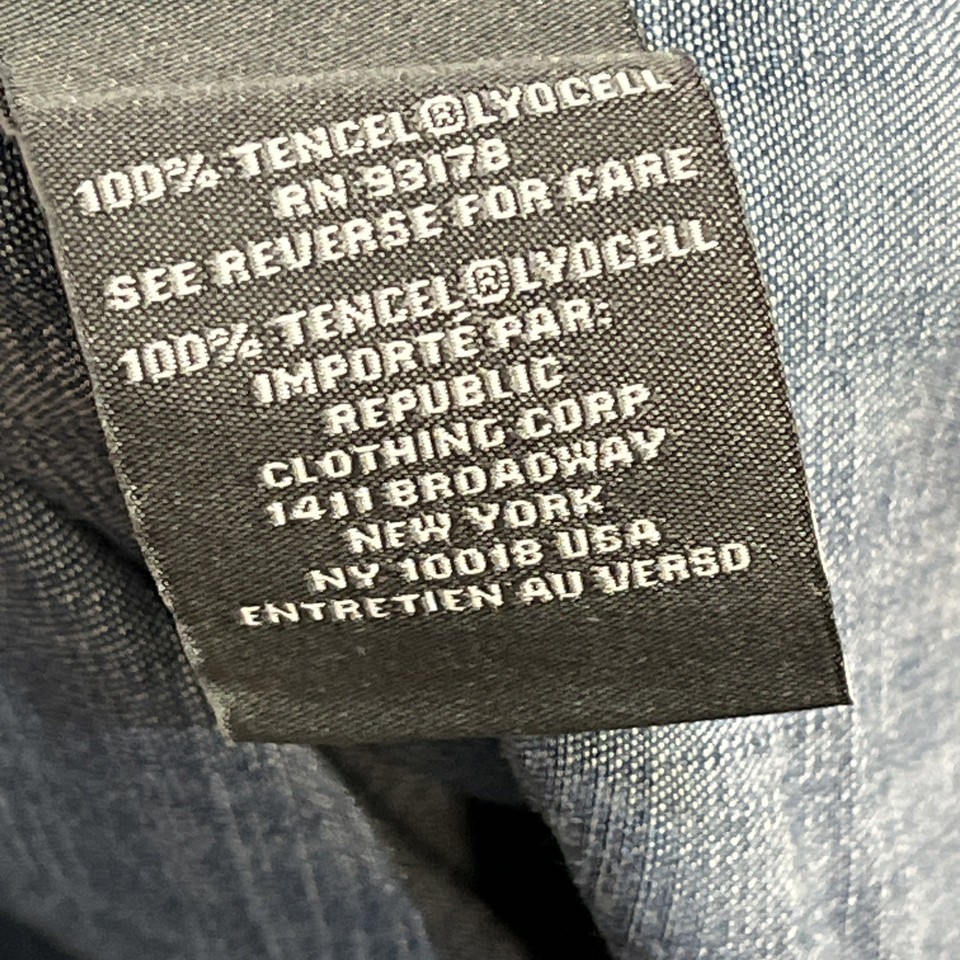 100% TENCEL®LYOCELL
RN 93178
SEE REVERSE FOR CARE
100% TENCEL®LYOCELL
IMPORTÉ PAR:
REPUBLIC
CLOTHING CORP
1411 BROADWAY
NEW YORK
NY 10018 USA
ENTRETIEN AU VERSO